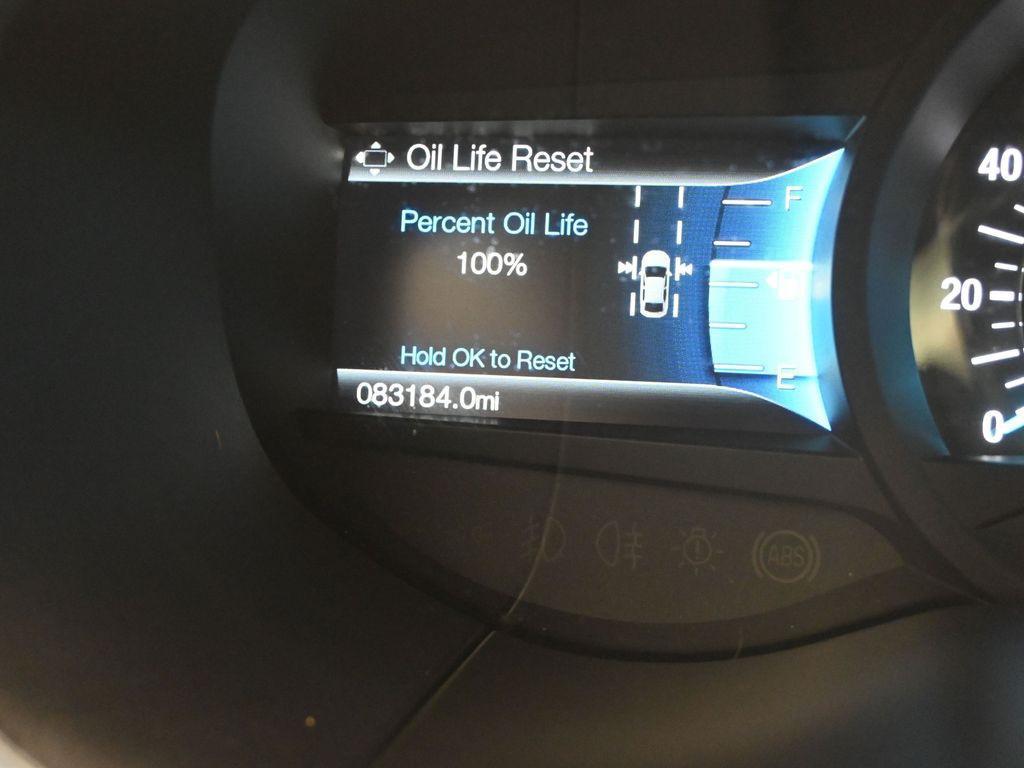 Oil Life Reset
Percent Oil Life
100%
Hold OK to Reset
083184.0mi
F
E
40
20
0
ABS